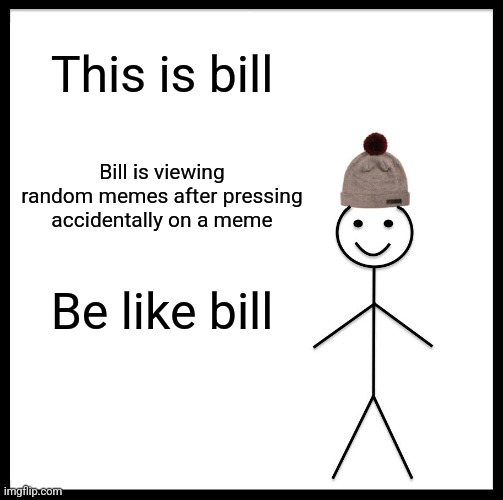 This is bill
Bill is viewing
random memes after pressing
accidentally on a meme
Be like bill
imgflip.com